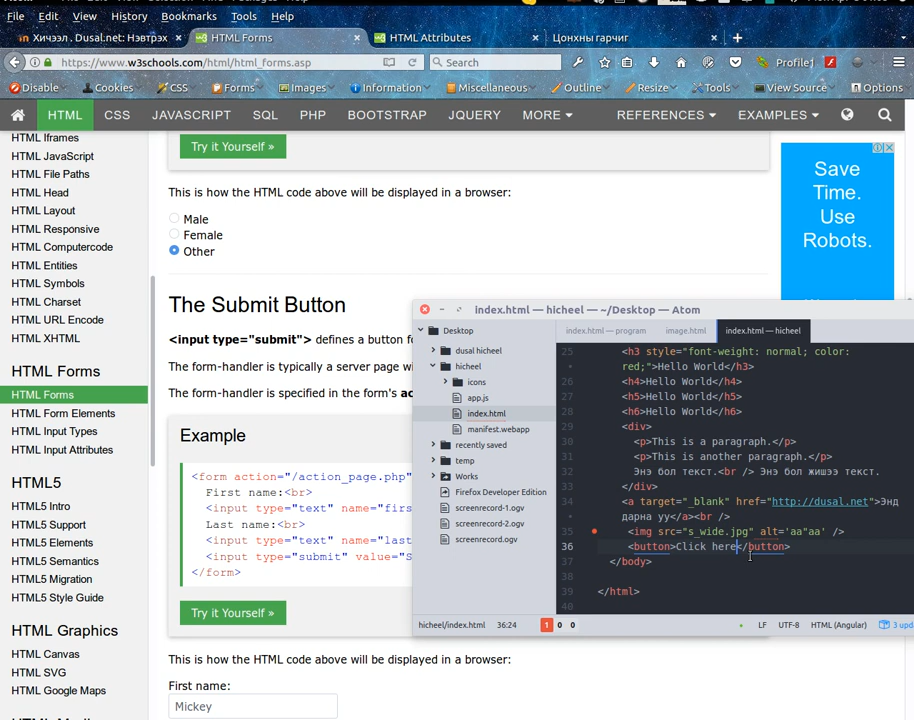 File Edit View History Bookmarks Tools Help
Хичээл . Dusal.net: Нэвтрэх
HTML Forms
HTML Attributes
Цонхны гарчиг
https://www.w3schools.com/html/html_forms.asp
Search
Profile
Disable Cookies CSS Forms Images Information Miscellaneous Outline Resize Tools View Source Options
HTML CSS JAVASCRIPT SQL PHP BOOTSTRAP JQUERY MORE REFERENCES EXAMPLES
HTML Iframes
HTML JavaScript
HTML File Paths
HTML Head
HTML Layout
HTML Responsive
HTML Computercode
HTML Entities
HTML Symbols
HTML Charset
HTML URL Encode
HTML XHTML
HTML Forms
HTML Forms
HTML Form Elements
HTML Input Types
HTML Input Attributes
HTML5
HTML5 Intro
HTML5 Support
HTML5 Elements
HTML5 Semantics
HTML5 Migration
HTML5 Style Guide
HTML Graphics
HTML Canvas
HTML SVG
HTML Google Maps
Try it Yourself »
This is how the HTML code above will be displayed in a browser:
Male
Female
Other
The Submit Button
<input type="submit"> defines a button f
The form-handler is typically a server page wi
The form-handler is specified in the form's ac
Example
<form action="/action_page.php"
First name:<br>
<input type="text" name="firs
Last name:<br>
<input type="text" name="last
<input type="submit" value="S
</form>
Try it Yourself »
This is how the HTML code above will be displayed in a browser:
First name:
Mickey
Save
Time.
Use
Robots.
index.html — hicheel — ~/Desktop — Atom
Desktop
dusal hicheel
hicheel
icons
app.js
index.html
manifest.webapp
recently saved
temp
Works
Firefox Developer Edition
screenrecord-1.ogv
screenrecord-2.ogv
screenrecord.ogv
index.html — program
image.html
index.html — hicheel
25 <h3 style="font-weight: normal; color:
red;">Hello World</h3>
26 <h4>Hello World</h4>
27 <h5>Hello World</h5>
28 <h6>Hello World</h6>
29 <div>
30 <p>This is a paragraph.</p>
31 <p>This is another paragraph.</p>
32 Энэ бол текст.<br /> Энэ бол жишээ текст.
33 </div>
34 <a target="_blank" href="http://dusal.net">Энд
дарна уу</a><br />
35 <img src="s_wide.jpg" alt='aa"aa' />
36 <button>Click here</button>
37 </body>
38
39 </html>
40
hicheel/index.html 36:24 1 0 0 LF UTF-8 HTML (Angular) 3 upd